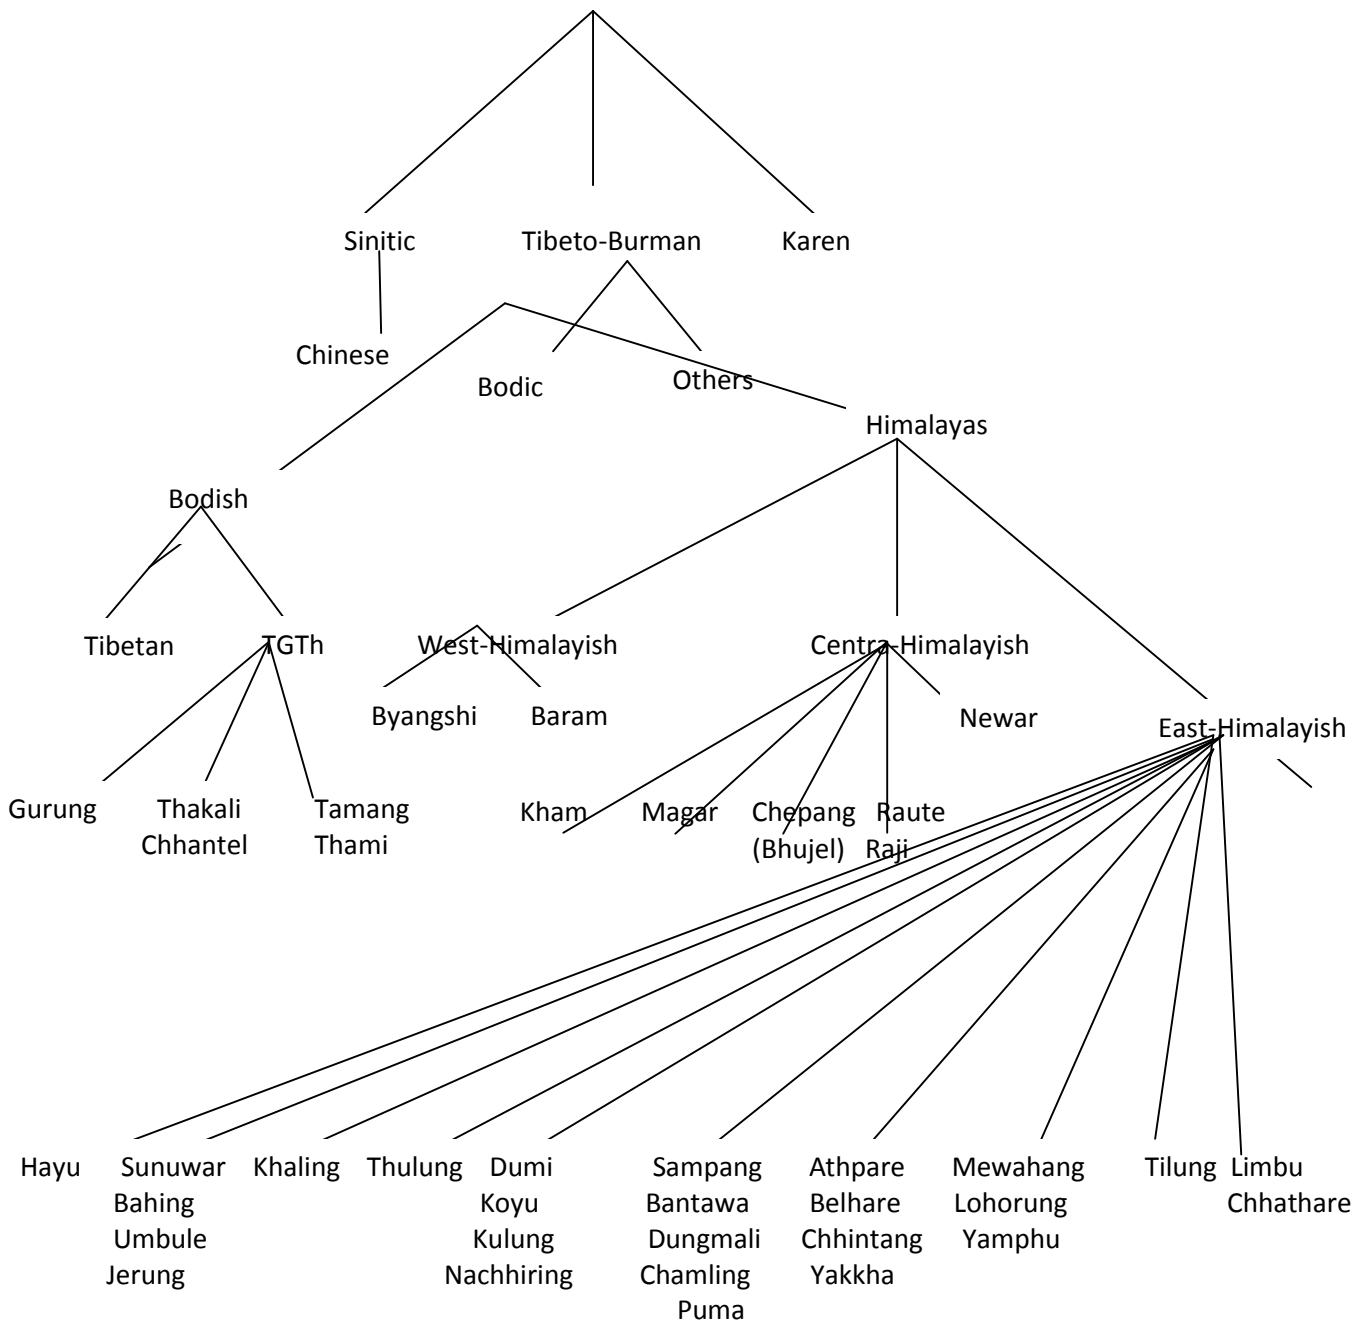 Sinitic Tibeto-Burman Karen
Chinese
Bodic Others
Himalayas
Bodish
Tibetan TGTh West-Himalayish Centra-Himalayish
Byangshi Baram Newar
East-Himalayish
Gurung Thakali Tamang Kham Magar Chepang Raute
Chhantel Thami (Bhujel) Raji
Hayu Sunuwar Khaling Thulung Dumi Sampang Athpare Mewahang Tilung Limbu
Bahing Koyu Bantawa Belhare Lohorung Chhathare
Umbule Kulung Dungmali Chhintang Yamphu
Jerung Nachhiring Chamling Yakkha
Puma